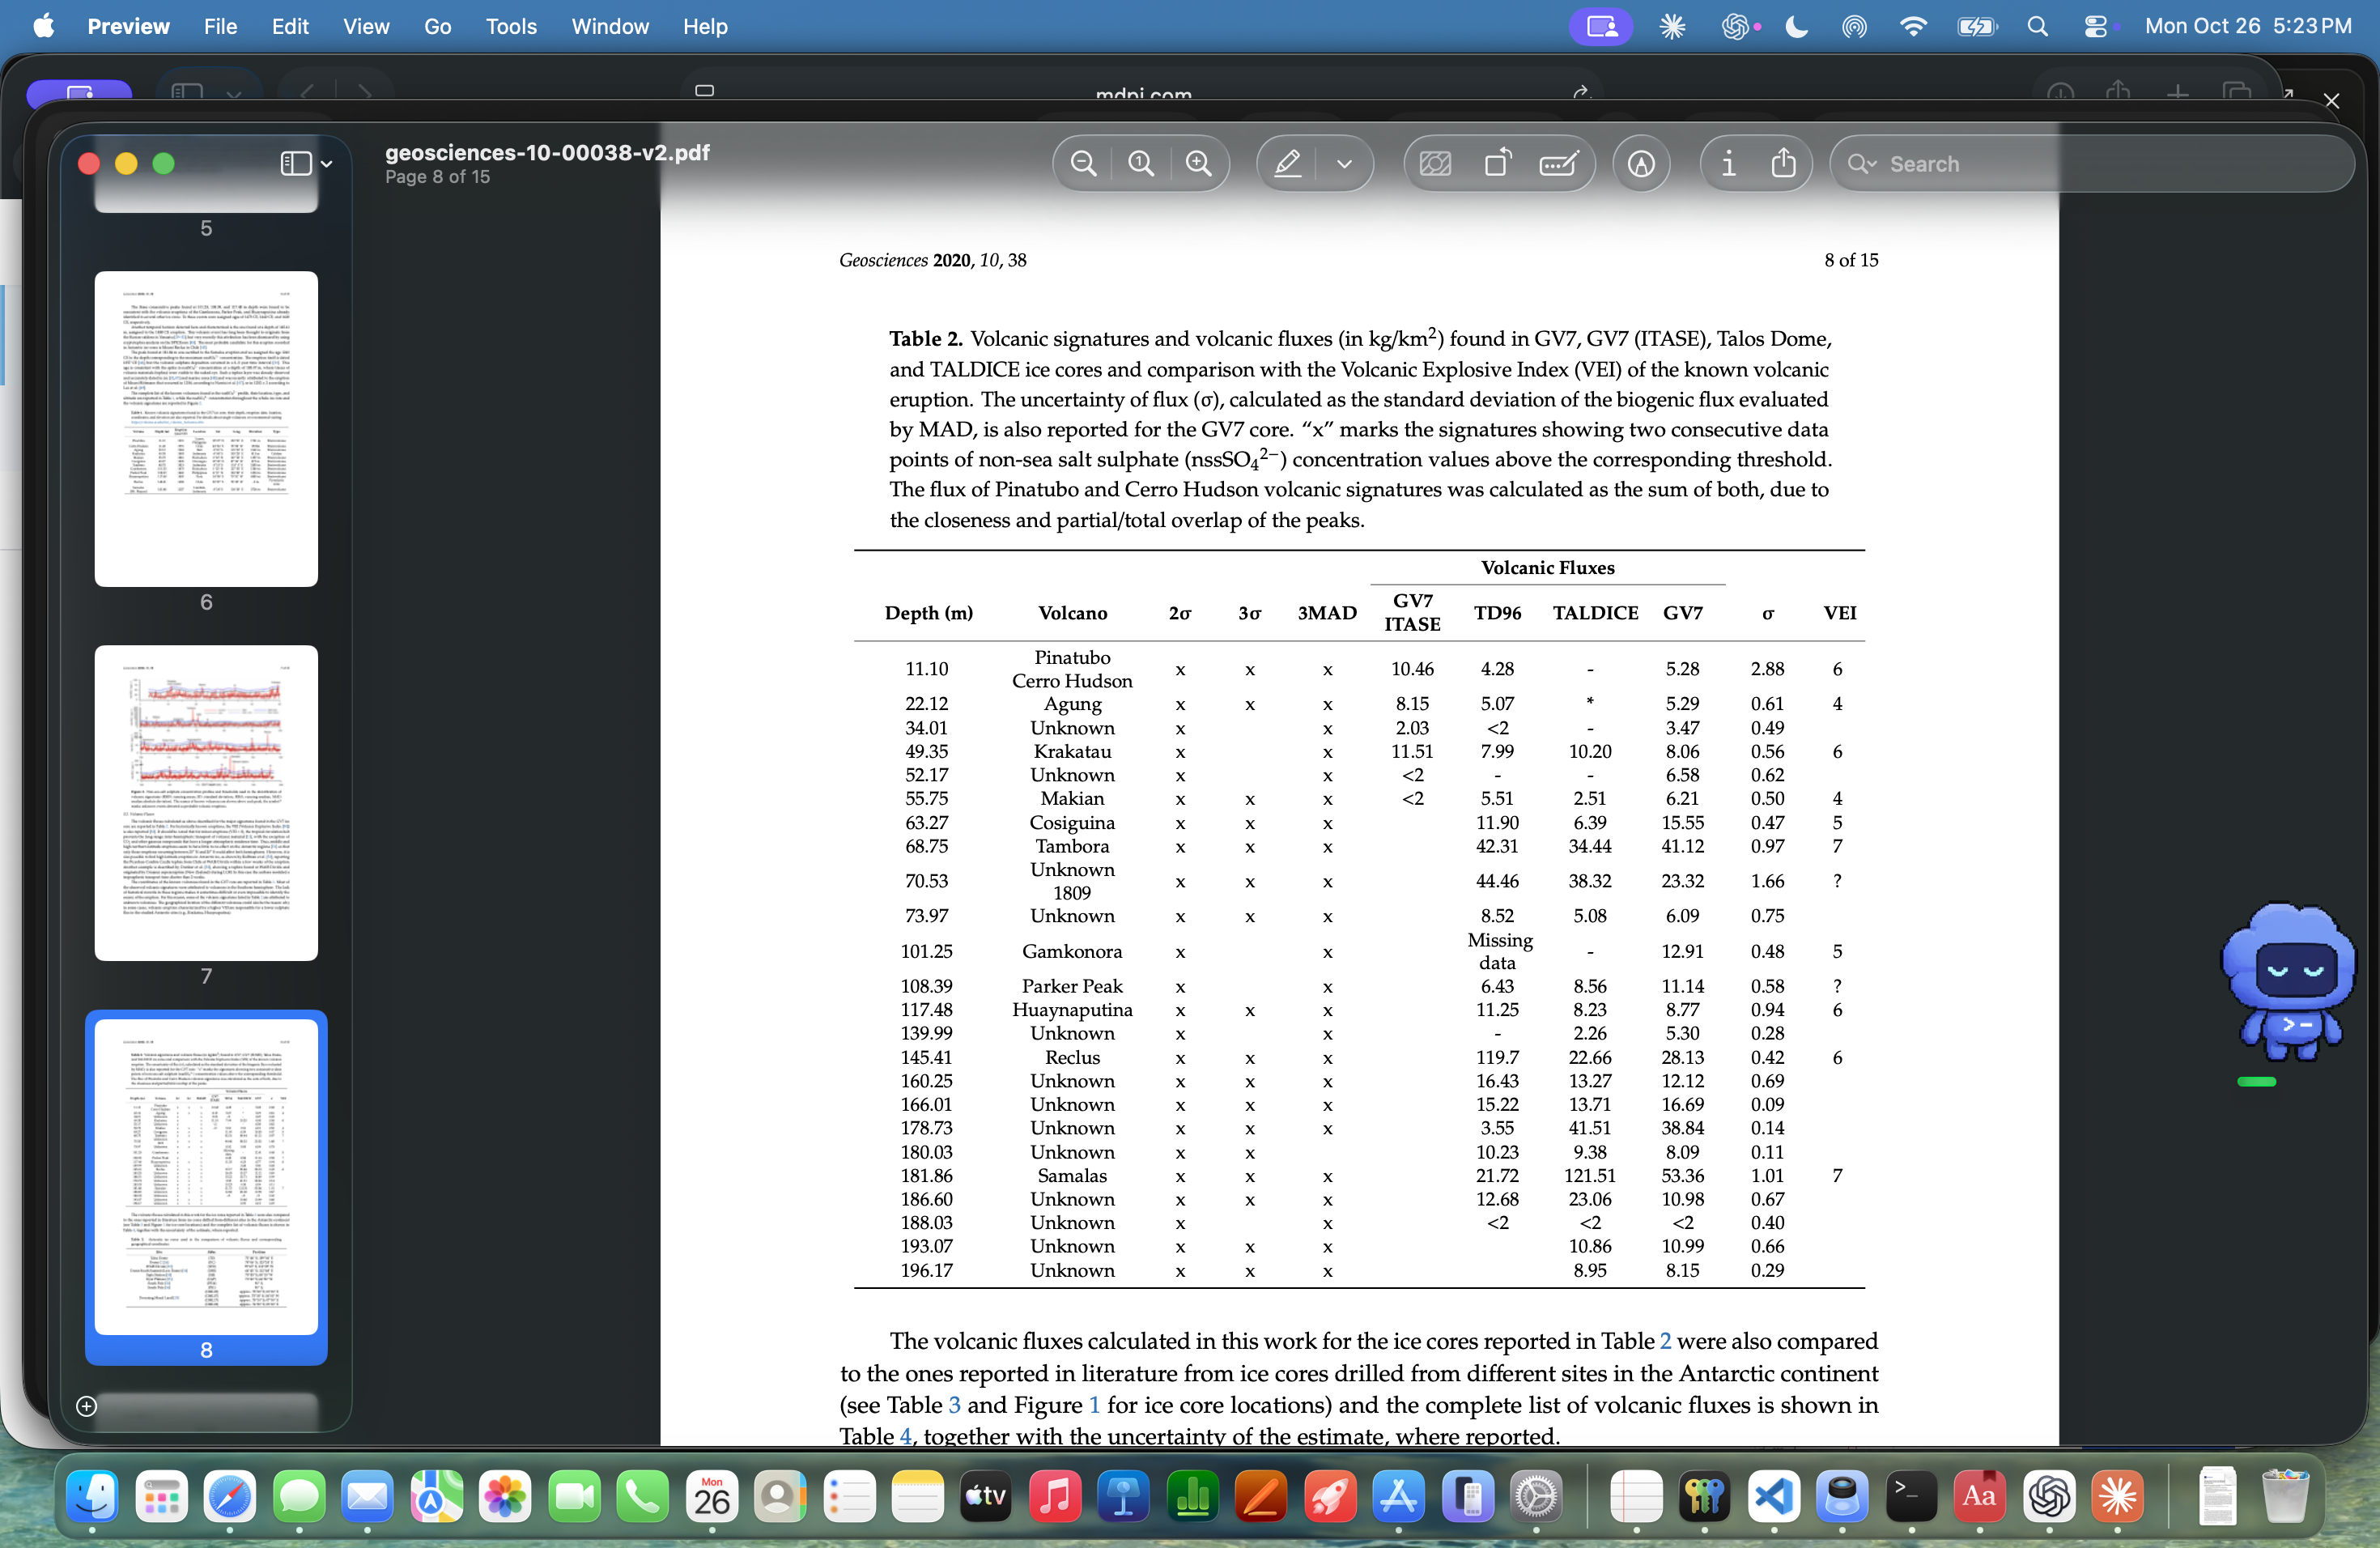 Preview File Edit View Go Tools Window Help
Mon Oct 26 5:23 PM
mdpi.com
geosciences-10-00038-v2.pdf
Page 8 of 15
Search
5
6
7
8
Geosciences 2020, 10, 38
8 of 15
Table 2. Volcanic signatures and volcanic fluxes (in kg/km²) found in GV7, GV7 (ITASE), Talos Dome,
and TALDICE ice cores and comparison with the Volcanic Explosive Index (VEI) of the known volcanic
eruption. The uncertainty of flux (σ), calculated as the standard deviation of the biogenic flux evaluated
by MAD, is also reported for the GV7 core. “x” marks the signatures showing two consecutive data
points of non-sea salt sulphate (nssSO₄²⁻) concentration values above the corresponding threshold.
The flux of Pinatubo and Cerro Hudson volcanic signatures was calculated as the sum of both, due to
the closeness and partial/total overlap of the peaks.
Volcanic Fluxes
Depth (m) Volcano 2σ 3σ 3MAD GV7 ITASE TD96 TALDICE GV7 σ VEI
11.10 Pinatubo Cerro Hudson x x x 10.46 4.28 - 5.28 2.88 6
22.12 Agung x x x 8.15 5.07 * 5.29 0.61 4
34.01 Unknown x x 2.03 <2 - 3.47 0.49
49.35 Krakatau x x 11.51 7.99 10.20 8.06 0.56 6
52.17 Unknown x x <2 - - 6.58 0.62
55.75 Makian x x x <2 5.51 2.51 6.21 0.50 4
63.27 Cosiguina x x x 11.90 6.39 15.55 0.47 5
68.75 Tambora x x x 42.31 34.44 41.12 0.97 7
70.53 Unknown 1809 x x x 44.46 38.32 23.32 1.66 ?
73.97 Unknown x x x 8.52 5.08 6.09 0.75
101.25 Gamkonora x x Missing data - 12.91 0.48 5
108.39 Parker Peak x x 6.43 8.56 11.14 0.58 ?
117.48 Huaynaputina x x x 11.25 8.23 8.77 0.94 6
139.99 Unknown x x - 2.26 5.30 0.28
145.41 Reclus x x x 119.7 22.66 28.13 0.42 6
160.25 Unknown x x x 16.43 13.27 12.12 0.69
166.01 Unknown x x x 15.22 13.71 16.69 0.09
178.73 Unknown x x x 3.55 41.51 38.84 0.14
180.03 Unknown x x 10.23 9.38 8.09 0.11
181.86 Samalas x x x 21.72 121.51 53.36 1.01 7
186.60 Unknown x x x 12.68 23.06 10.98 0.67
188.03 Unknown x x <2 <2 <2 0.40
193.07 Unknown x x x 10.86 10.99 0.66
196.17 Unknown x x x 8.95 8.15 0.29
The volcanic fluxes calculated in this work for the ice cores reported in Table 2 were also compared
to the ones reported in literature from ice cores drilled from different sites in the Antarctic continent
(see Table 3 and Figure 1 for ice core locations) and the complete list of volcanic fluxes is shown in
Table 4, together with the uncertainty of the estimate, where reported.
Mon
26
tv
Aa